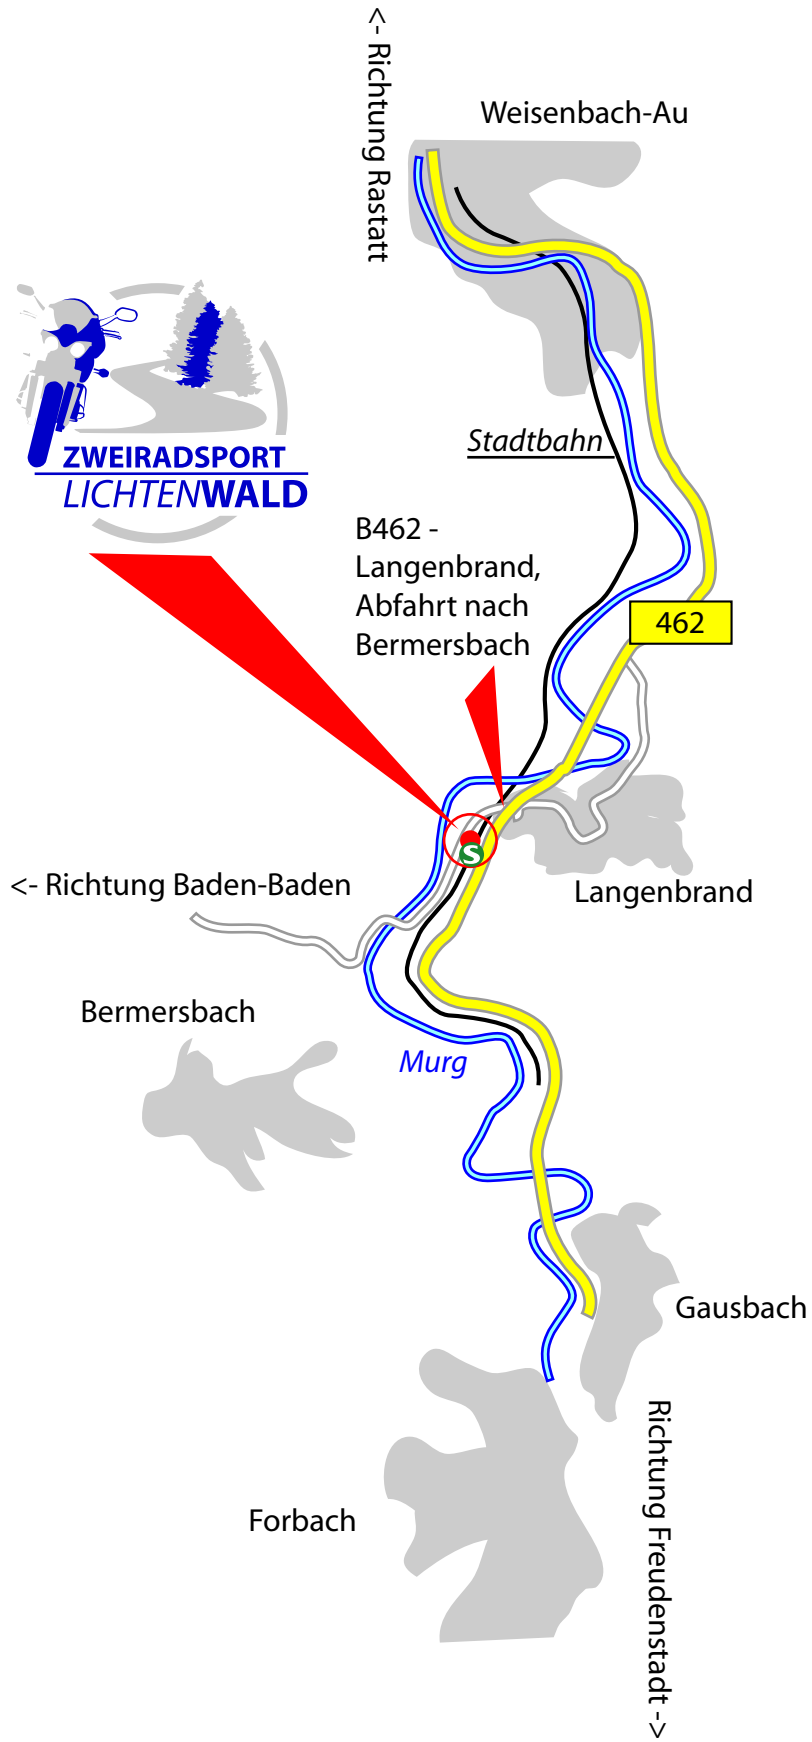 <- Richtung Rastatt
Weisenbach-Au
ZWEIRADSPORT
LICHTENWALD
Stadtbahn
B462 -
Langenbrand,
Abfahrt nach
Bermersbach
462
S
<- Richtung Baden-Baden
Langenbrand
Bermersbach
Murg
Gausbach
Forbach
Richtung Freudenstadt ->